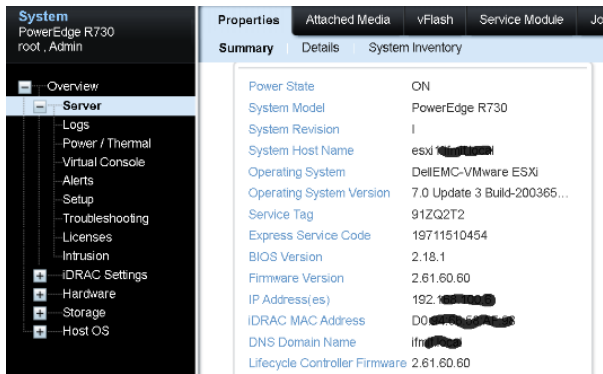 System
PowerEdge R730
root , Admin
Properties Attached Media vFlash Service Module
Summary Details System Inventory
Overview
Server
Logs
Power / Thermal
Virtual Console
Alerts
Setup
Troubleshooting
Licenses
Intrusion
iDRAC Settings
Hardware
Storage
Host OS
Power State ON
System Model PowerEdge R730
System Revision I
System Host Name
Operating System DellEMC-VMware ESXi
Operating System Version 7.0 Update 3 Build-200365...
Service Tag 91ZQ2T2
Express Service Code 19711510454
BIOS Version 2.18.1
Firmware Version 2.61.60.60
IP Address(es)
iDRAC MAC Address
DNS Domain Name
Lifecycle Controller Firmware 2.61.60.60